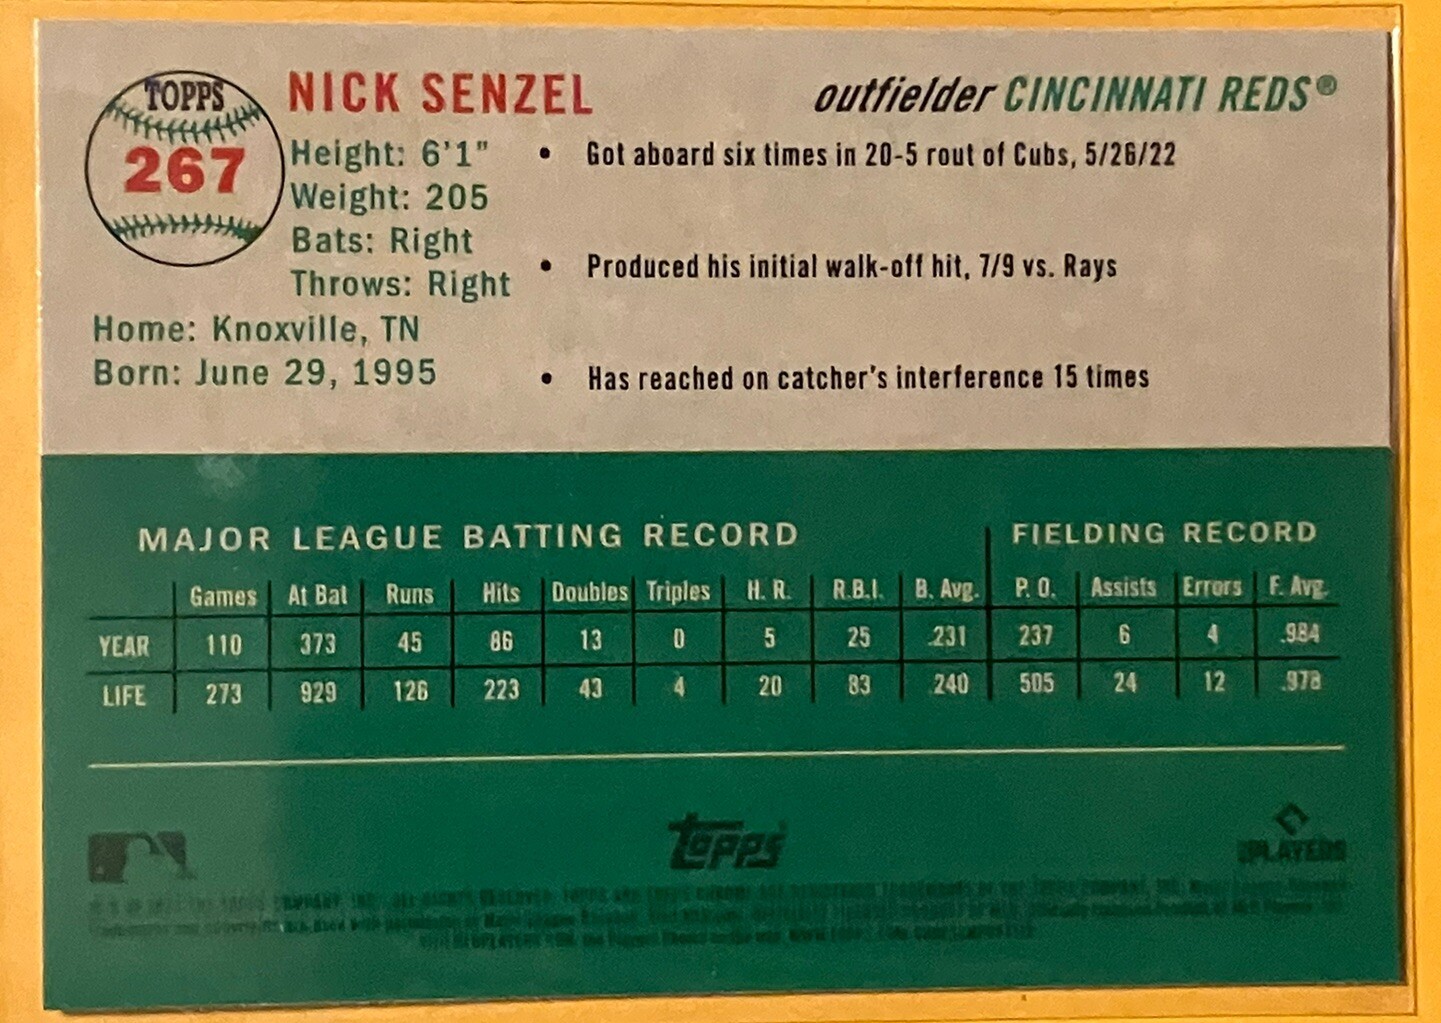 TOPPS
267
NICK SENZEL
outfielder CINCINNATI REDS®
Height: 6'1"
Weight: 205
Bats: Right
Throws: Right
Home: Knoxville, TN
Born: June 29, 1995
• Got aboard six times in 20-5 rout of Cubs, 5/26/22
• Produced his initial walk-off hit, 7/9 vs. Rays
• Has reached on catcher's interference 15 times
MAJOR LEAGUE BATTING RECORD FIELDING RECORD
Games At Bat Runs Hits Doubles Triples H. R. R.B.I. B. Avg. P. O. Assists Errors F. Avg.
YEAR 110 373 45 86 13 0 5 25 .231 237 6 4 .984
LIFE 273 929 126 223 43 4 20 83 .240 505 24 12 .978
topps
PLAYERS